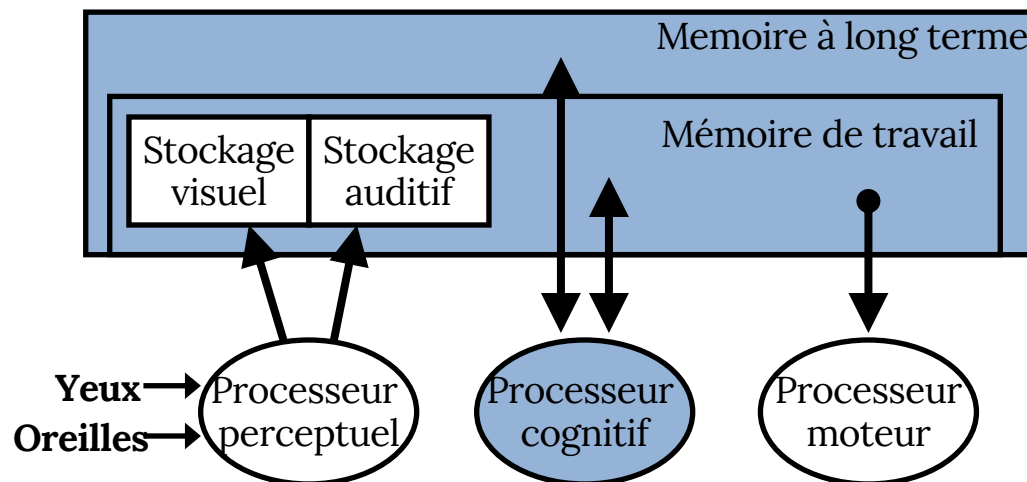 Memoire à long terme
Mémoire de travail
Stockage
visuel
Stockage
auditif
Yeux
Oreilles
Processeur
perceptuel
Processeur
cognitif
Processeur
moteur